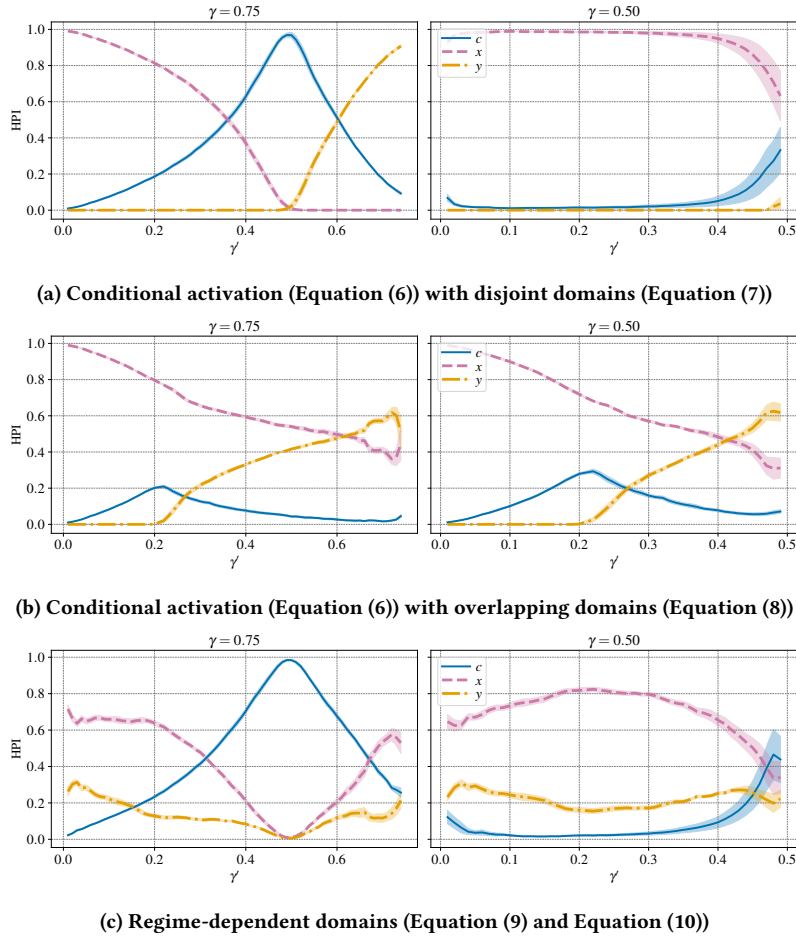 γ = 0.75
γ = 0.50
1.0
0.8
0.6
0.4
0.2
0.0
HPI
c
x
y
0.0 0.2 0.4 0.6
γ′
0.0 0.1 0.2 0.3 0.4 0.5
γ′
(a) Conditional activation (Equation (6)) with disjoint domains (Equation (7))
γ = 0.75
γ = 0.50
1.0
0.8
0.6
0.4
0.2
0.0
HPI
c
x
y
0.0 0.2 0.4 0.6
γ′
0.0 0.1 0.2 0.3 0.4 0.5
γ′
(b) Conditional activation (Equation (6)) with overlapping domains (Equation (8))
γ = 0.75
γ = 0.50
1.0
0.8
0.6
0.4
0.2
0.0
HPI
c
x
y
0.0 0.2 0.4 0.6
γ′
0.0 0.1 0.2 0.3 0.4 0.5
γ′
(c) Regime-dependent domains (Equation (9) and Equation (10))